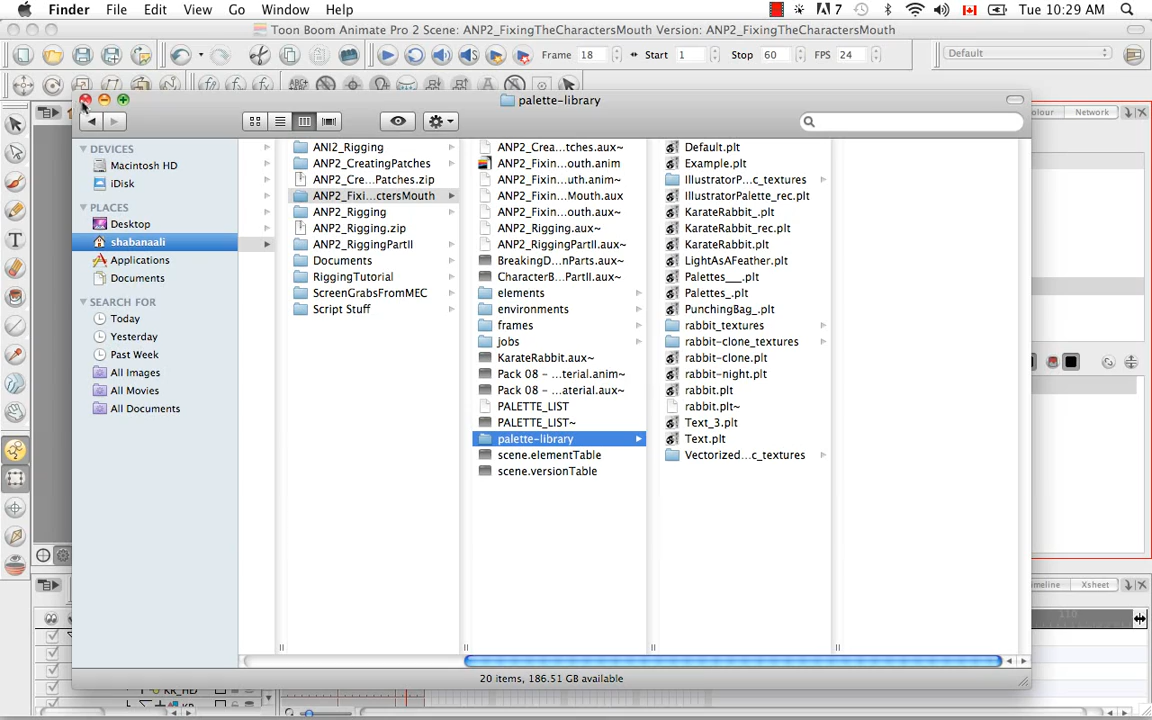 Finder File Edit View Go Window Help 7 Tue 10:29 AM
Toon Boom Animate Pro 2 Scene: ANP2_FixingTheCharactersMouth Version: ANP2_FixingTheCharactersMouth
Frame 18 Start 1 Stop 60 FPS 24 Default
palette-library
olour Network
DEVICES
Macintosh HD
iDisk
PLACES
Desktop
shabanaali
Applications
Documents
SEARCH FOR
Today
Yesterday
Past Week
All Images
All Movies
All Documents
ANI2_Rigging
ANP2_CreatingPatches
ANP2_Cre...Patches.zip
ANP2_Fixi...ctersMouth
ANP2_Rigging
ANP2_Rigging.zip
ANP2_RiggingPartII
Documents
RiggingTutorial
ScreenGrabsFromMEC
Script Stuff
ANP2_Crea...tches.aux~
ANP2_Fixin...outh.anim
ANP2_Fixin...uth.anim~
ANP2_Fixin...Mouth.aux
ANP2_Fixin...outh.aux~
ANP2_Rigging.aux~
ANP2_RiggingPartII.aux~
BreakingD...nParts.aux~
CharacterB...PartII.aux~
elements
environments
frames
jobs
KarateRabbit.aux~
Pack 08 - ...terial.anim~
Pack 08 - ...aterial.aux~
PALETTE_LIST
PALETTE_LIST~
palette-library
scene.elementTable
scene.versionTable
Default.plt
Example.plt
IllustratorP...c_textures
IllustratorPalette_rec.plt
KarateRabbit_.plt
KarateRabbit_rec.plt
KarateRabbit.plt
LightAsAFeather.plt
Palettes___.plt
Palettes_.plt
PunchingBag_.plt
rabbit_textures
rabbit-clone_textures
rabbit-clone.plt
rabbit-night.plt
rabbit.plt
rabbit.plt~
Text_3.plt
Text.plt
Vectorized...c_textures
imeline Xsheet
110
20 items, 186.51 GB available